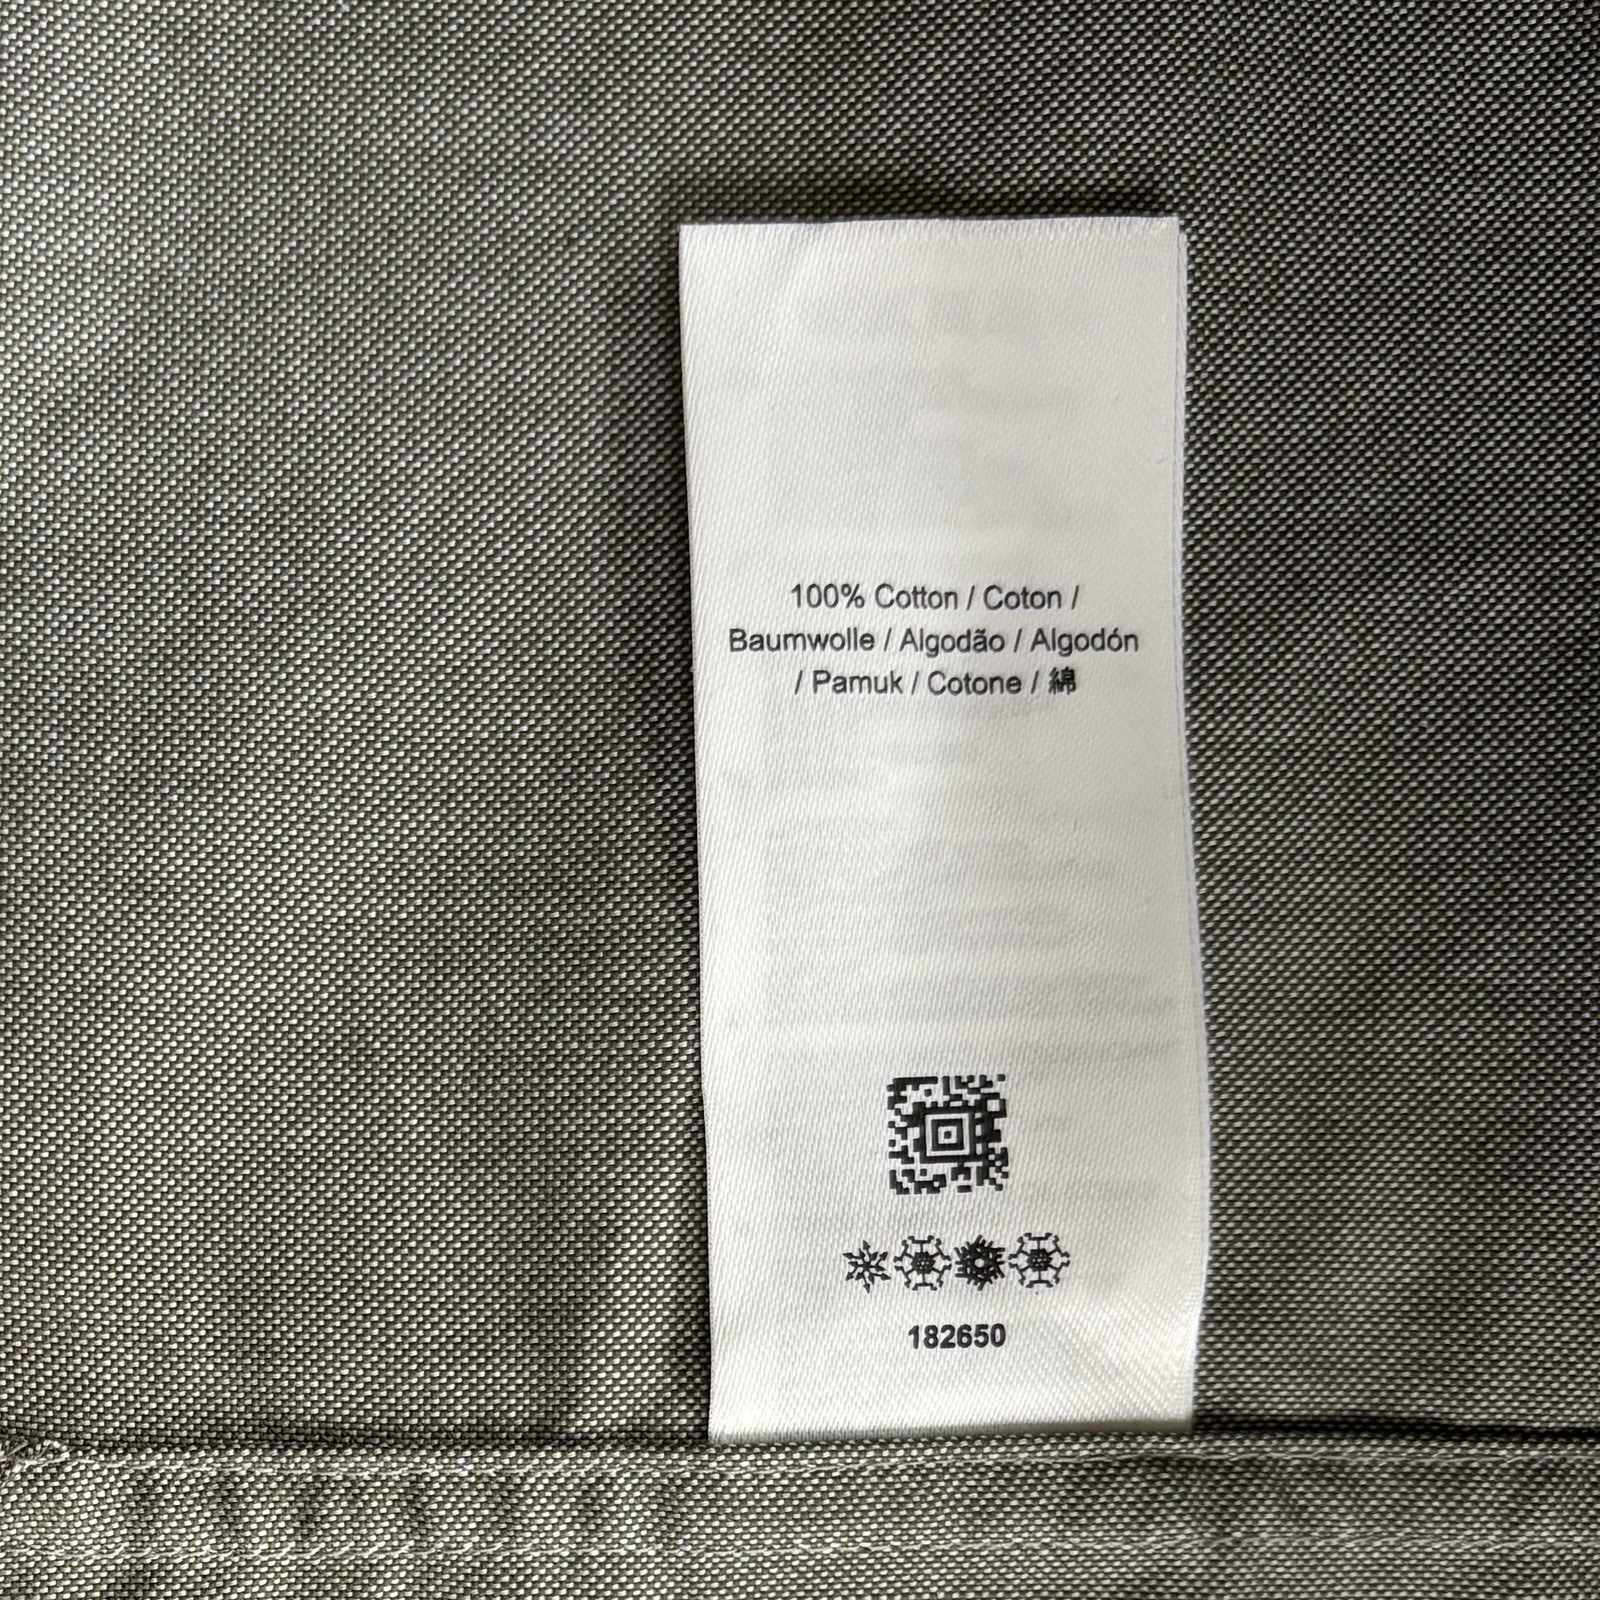 100% Cotton / Coton /
Baumwolle / Algodão / Algodón
/ Pamuk / Cotone / 綿
182650